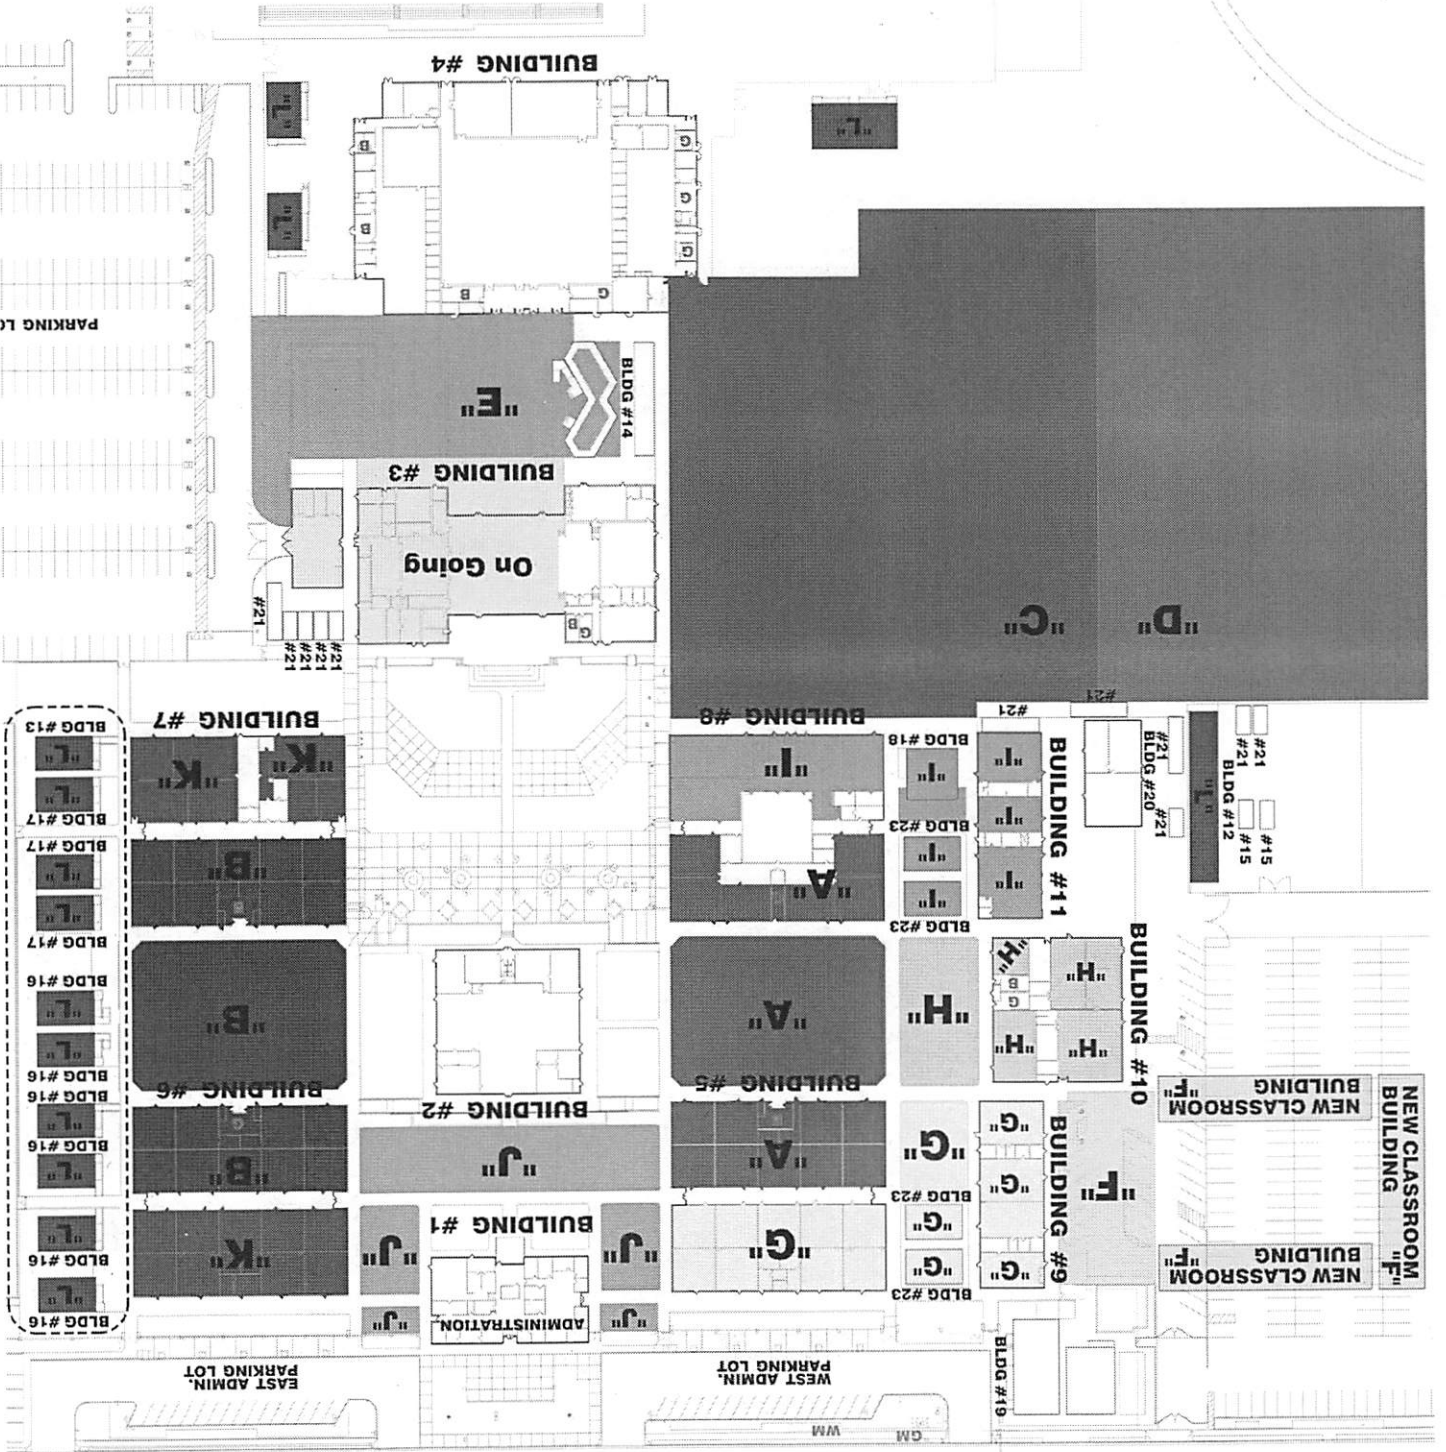 GM
WM
WEST ADMIN.
PARKING LOT
EAST ADMIN.
PARKING LOT
BLDG #19
BLDG #16
ADMINISTRATION
"J"
"J"
NEW CLASSROOM
BUILDING
"F"
NEW CLASSROOM
BUILDING "F"
BLDG #23
"G"
"G"
"G"
BLDG #23
"G"
"G"
"J"
BUILDING #1
"J"
"K"
"L"
BLDG #16
"L"
BUILDING #9
"F"
"G"
"G"
"G"
"A"
"J"
"B"
"L"
BLDG #16
"L"
BLDG #16
NEW CLASSROOM
BUILDING "F"
BUILDING #5
BUILDING #2
BUILDING #6
BLDG #16
"L"
"L"
BLDG #16
BUILDING #10
"H"
"H"
"H"
"H"
G
B
"H"
"A"
"B"
BLDG #17
"L"
"L"
BLDG #17
BLDG #23
"I"
"I"
BLDG #23
BUILDING #11
"I"
"I"
"I"
BLDG #18
"I"
"A"
"I"
"B"
"K"
"K"
BLDG #17
"L"
"L"
BLDG #13
#15
#15
BLDG #12
"L"
#21
#21
BLDG #20
#21
#21
#21
#21
BUILDING #8
BUILDING #7
"D"
"C"
#21
#21
#21
#21
#21
G
B
On Going
BUILDING #3
BLDG #14
"E"
PARKING LO
G
B
G
G
G
B
B
"L"
"L"
"L"
BUILDING #4